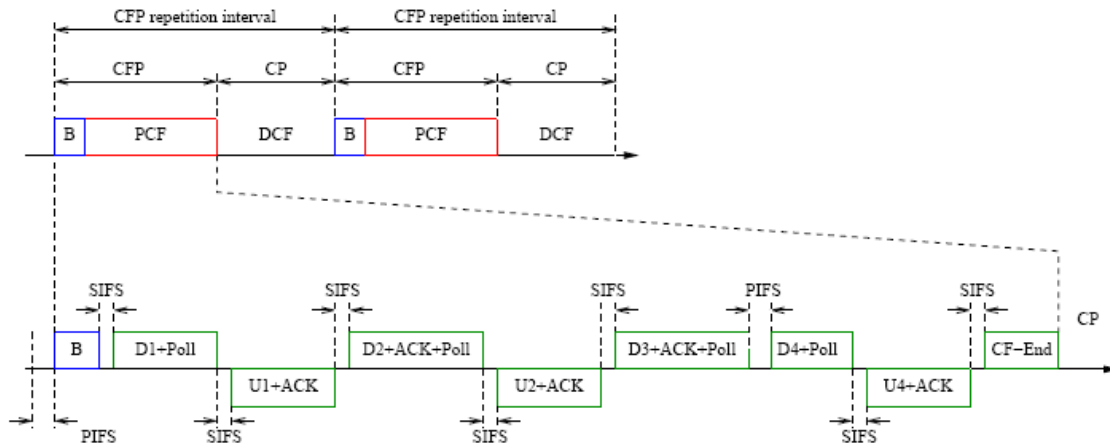 CFP repetition interval CFP repetition interval
CFP CP CFP CP
B PCF DCF B PCF DCF
SIFS SIFS SIFS PIFS SIFS
CP
B D1+Poll D2+ACK+Poll D3+ACK+Poll D4+Poll CF−End
U1+ACK U2+ACK U4+ACK
PIFS SIFS SIFS SIFS